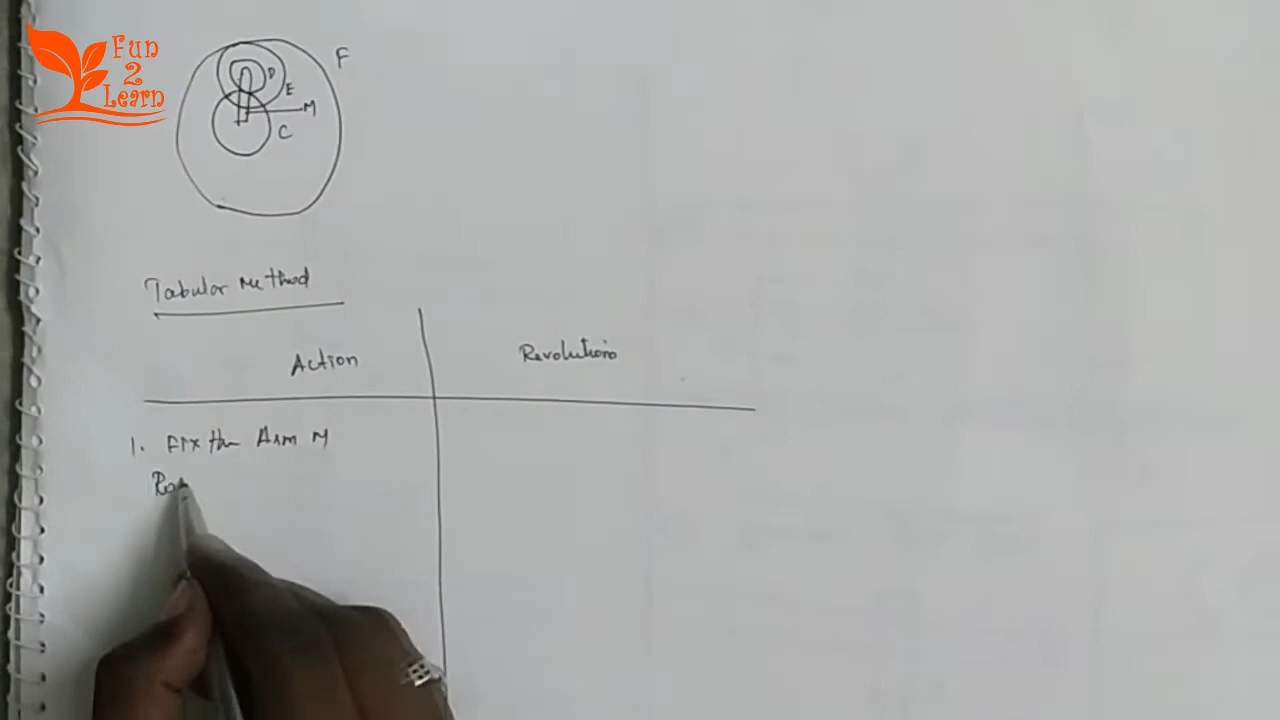 Fun
2
Learn
F
D
E
M
C
Tabular Method
Action
Revolutions
1. Fix the Arm M